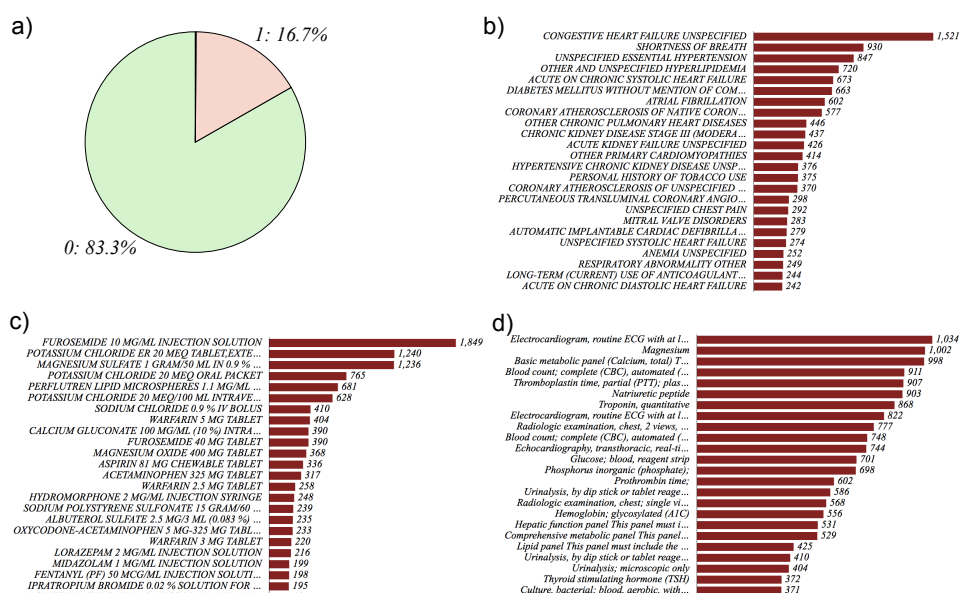 a)
1: 16.7%
0: 83.3%
b)
CONGESTIVE HEART FAILURE UNSPECIFIED 1,521
SHORTNESS OF BREATH 930
UNSPECIFIED ESSENTIAL HYPERTENSION 847
OTHER AND UNSPECIFIED HYPERLIPIDEMIA 720
ACUTE ON CHRONIC SYSTOLIC HEART FAILURE 673
DIABETES MELLITUS WITHOUT MENTION OF COM... 663
ATRIAL FIBRILLATION 602
CORONARY ATHEROSCLEROSIS OF NATIVE CORON... 577
OTHER CHRONIC PULMONARY HEART DISEASES 446
CHRONIC KIDNEY DISEASE STAGE III (MODERA... 437
ACUTE KIDNEY FAILURE UNSPECIFIED 426
OTHER PRIMARY CARDIOMYOPATHIES 414
HYPERTENSIVE CHRONIC KIDNEY DISEASE UNSP... 376
PERSONAL HISTORY OF TOBACCO USE 375
CORONARY ATHEROSCLEROSIS OF UNSPECIFIED ... 370
PERCUTANEOUS TRANSLUMINAL CORONARY ANGIO... 298
UNSPECIFIED CHEST PAIN 292
MITRAL VALVE DISORDERS 283
AUTOMATIC IMPLANTABLE CARDIAC DEFIBRILLA... 279
UNSPECIFIED SYSTOLIC HEART FAILURE 274
ANEMIA UNSPECIFIED 252
RESPIRATORY ABNORMALITY OTHER 249
LONG-TERM (CURRENT) USE OF ANTICOAGULANT... 244
ACUTE ON CHRONIC DIASTOLIC HEART FAILURE 242
c)
FUROSEMIDE 10 MG/ML INJECTION SOLUTION 1,849
POTASSIUM CHLORIDE ER 20 MEQ TABLET,EXTE... 1,240
MAGNESIUM SULFATE 1 GRAM/50 ML IN 0.9 % ... 1,236
POTASSIUM CHLORIDE 20 MEQ ORAL PACKET 765
PERFLUTREN LIPID MICROSPHERES 1.1 MG/ML ... 681
POTASSIUM CHLORIDE 20 MEQ/100 ML INTRAVE... 628
SODIUM CHLORIDE 0.9 % IV BOLUS 410
WARFARIN 5 MG TABLET 404
CALCIUM GLUCONATE 100 MG/ML (10 %) INTRA... 390
FUROSEMIDE 40 MG TABLET 390
MAGNESIUM OXIDE 400 MG TABLET 368
ASPIRIN 81 MG CHEWABLE TABLET 336
ACETAMINOPHEN 325 MG TABLET 317
WARFARIN 2.5 MG TABLET 258
HYDROMORPHONE 2 MG/ML INJECTION SYRINGE 248
SODIUM POLYSTYRENE SULFONATE 15 GRAM/60 ... 239
ALBUTEROL SULFATE 2.5 MG/3 ML (0.083 %) ... 235
OXYCODONE-ACETAMINOPHEN 5 MG-325 MG TABL... 233
WARFARIN 3 MG TABLET 220
LORAZEPAM 2 MG/ML INJECTION SOLUTION 216
MIDAZOLAM 1 MG/ML INJECTION SOLUTION 199
FENTANYL (PF) 50 MCG/ML INJECTION SOLUTI... 198
IPRATROPIUM BROMIDE 0.02 % SOLUTION FOR ... 195
d)
Electrocardiogram, routine ECG with at l... 1,034
Magnesium 1,002
Basic metabolic panel (Calcium, total) T... 998
Blood count; complete (CBC), automated (... 911
Thromboplastin time, partial (PTT); plas... 907
Natriuretic peptide 903
Troponin, quantitative 868
Electrocardiogram, routine ECG with at l... 822
Radiologic examination, chest, 2 views, ... 777
Blood count; complete (CBC), automated (... 748
Echocardiography, transthoracic, real-ti... 744
Glucose; blood, reagent strip 701
Phosphorus inorganic (phosphate); 698
Prothrombin time; 602
Urinalysis, by dip stick or tablet reage... 586
Radiologic examination, chest; single vi... 568
Hemoglobin; glycosylated (A1C) 556
Hepatic function panel This panel must i... 531
Comprehensive metabolic panel This panel... 529
Lipid panel This panel must include the ... 425
Urinalysis, by dip stick or tablet reage... 410
Urinalysis; microscopic only 404
Thyroid stimulating hormone (TSH) 372
Culture, bacterial; blood, aerobic, with... 371